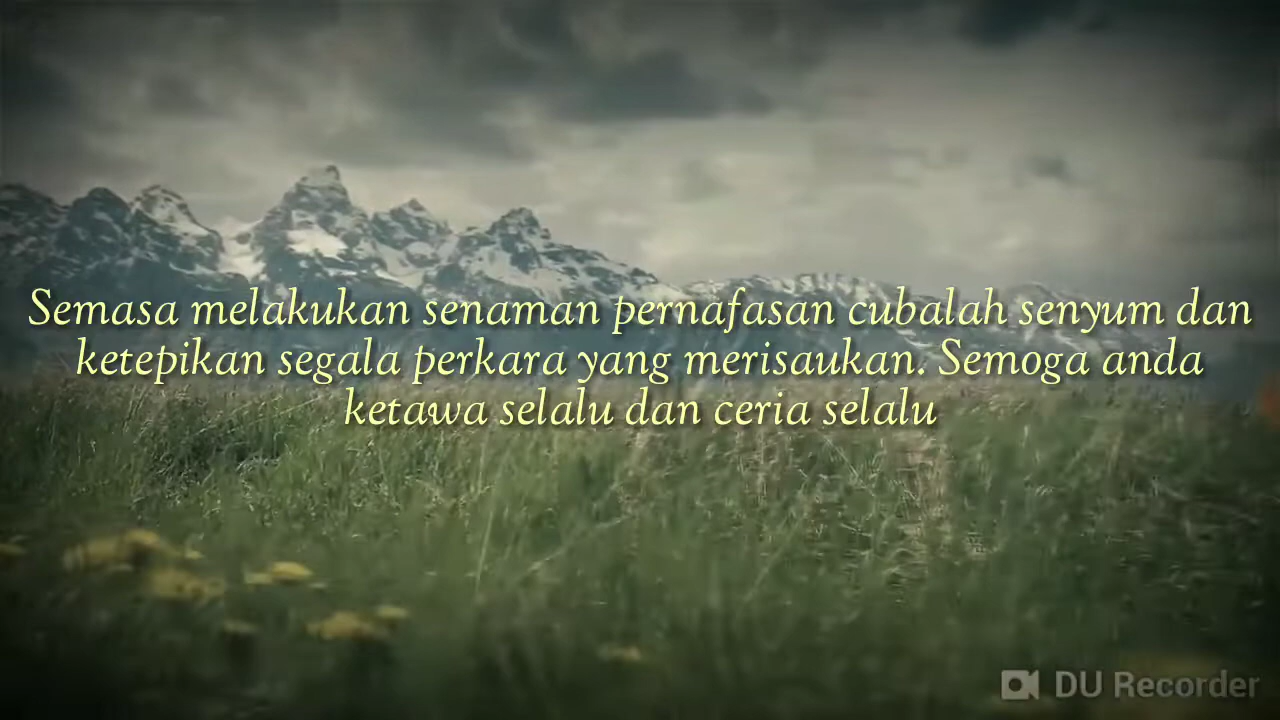 Semasa melakukan senaman pernafasan cubalah senyum dan
ketepikan segala perkara yang merisaukan. Semoga anda
ketawa selalu dan ceria selalu
DU Recorder